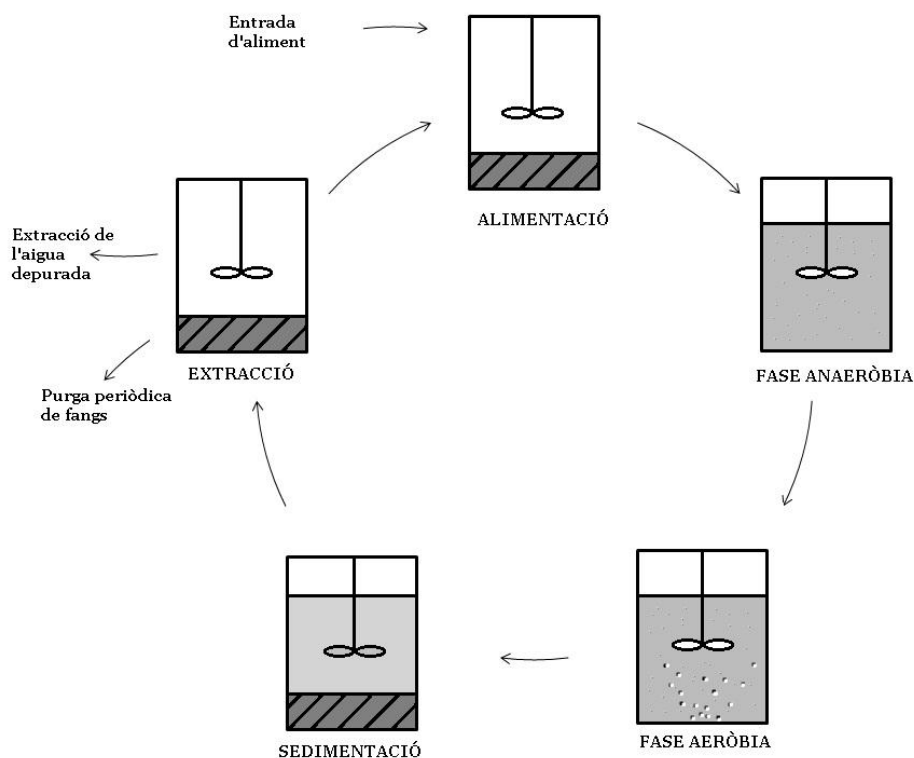 Entrada
d'aliment
ALIMENTACIÓ
FASE ANAERÒBIA
FASE AERÒBIA
SEDIMENTACIÓ
EXTRACCIÓ
Extracció de
l'aigua
depurada
Purga periòdica
de fangs